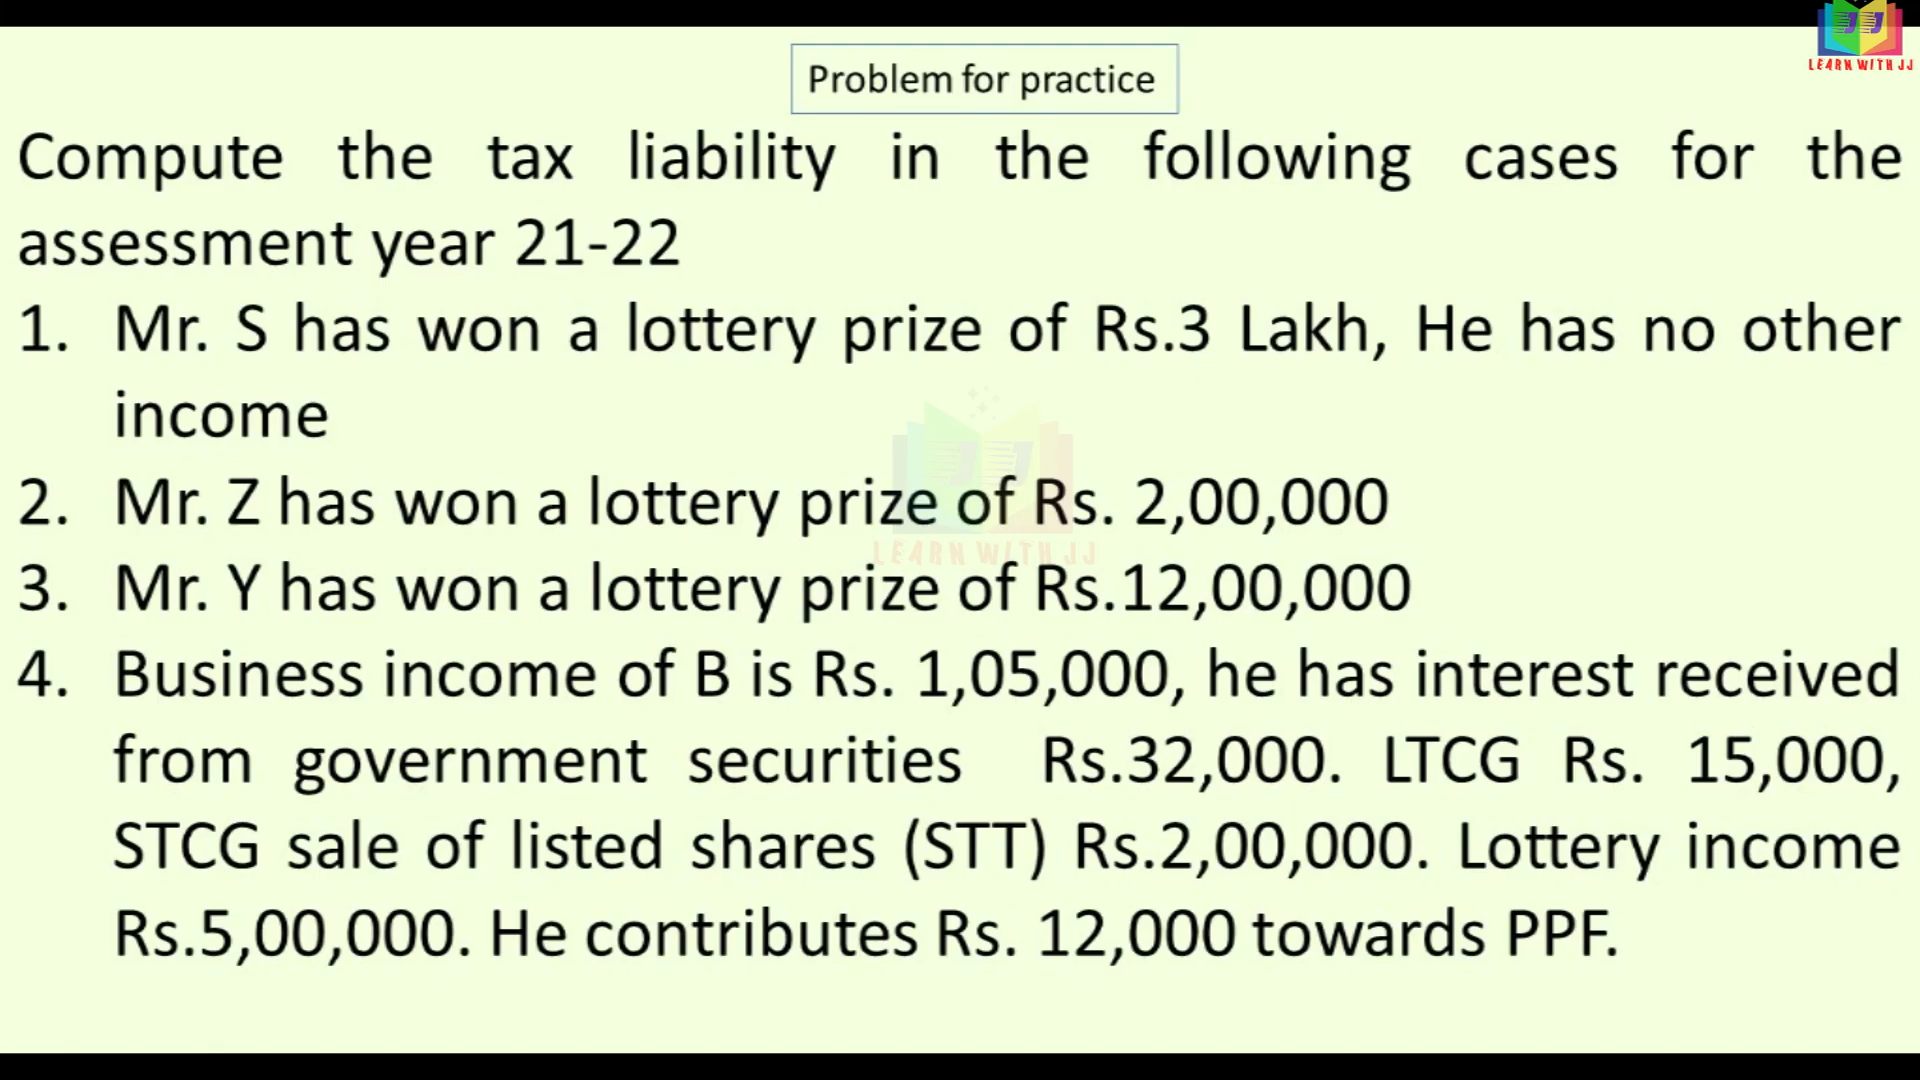 LEARN WITH JJ
Problem for practice
Compute the tax liability in the following cases for the
assessment year 21-22
1. Mr. S has won a lottery prize of Rs.3 Lakh, He has no other
income
2. Mr. Z has won a lottery prize of Rs. 2,00,000
LEARN WITH JJ
3. Mr. Y has won a lottery prize of Rs.12,00,000
4. Business income of B is Rs. 1,05,000, he has interest received
from government securities Rs.32,000. LTCG Rs. 15,000,
STCG sale of listed shares (STT) Rs.2,00,000. Lottery income
Rs.5,00,000. He contributes Rs. 12,000 towards PPF.